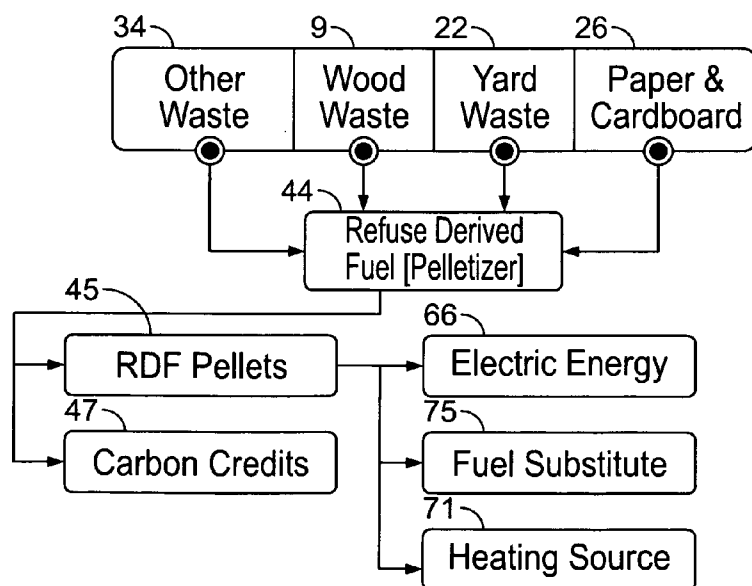 34
9
22
26
Other
Waste
Wood
Waste
Yard
Waste
Paper &
Cardboard
44
Refuse Derived
Fuel [Pelletizer]
45
RDF Pellets
66
Electric Energy
47
Carbon Credits
75
Fuel Substitute
71
Heating Source